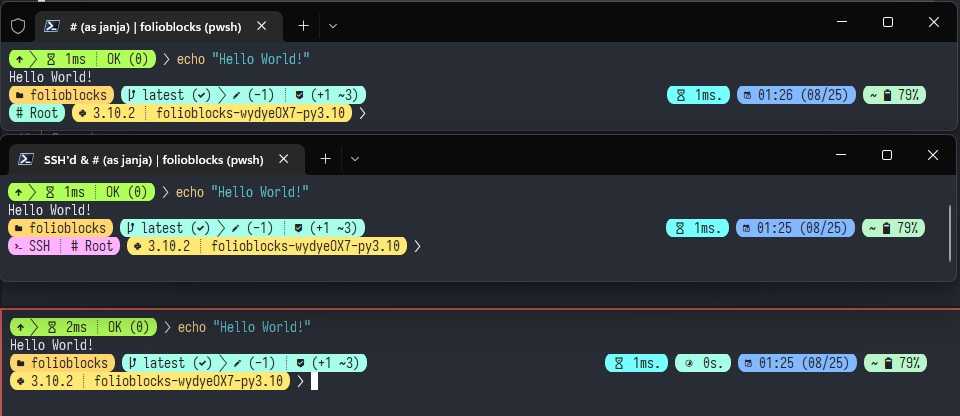 # (as janja) | folioblocks (pwsh)
1ms OK (0) echo "Hello World!"
Hello World!
folioblocks latest (✓) (-1) (+1 ~3) 1ms. 01:26 (08/25) ~ 79%
# Root 3.10.2 folioblocks-wydyeOX7-py3.10
SSH'd & # (as janja) | folioblocks (pwsh)
1ms OK (0) echo "Hello World!"
Hello World!
folioblocks latest (✓) (-1) (+1 ~3) 1ms. 01:25 (08/25) ~ 79%
SSH # Root 3.10.2 folioblocks-wydyeOX7-py3.10
2ms OK (0) echo "Hello World!"
Hello World!
folioblocks latest (✓) (-1) (+1 ~3) 1ms. 0s. 01:25 (08/25) ~ 79%
3.10.2 folioblocks-wydyeOX7-py3.10